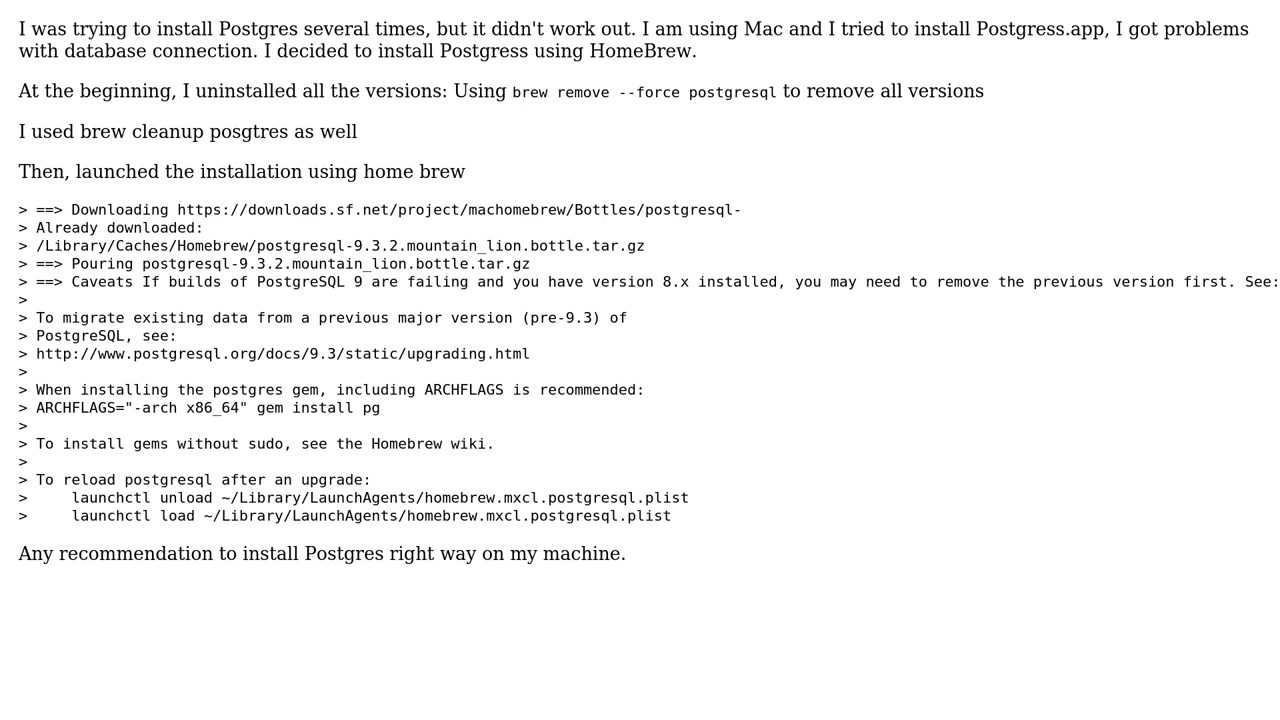 I was trying to install Postgres several times, but it didn't work out. I am using Mac and I tried to install Postgress.app, I got problems
with database connection. I decided to install Postgress using HomeBrew.
At the beginning, I uninstalled all the versions: Using brew remove --force postgresql to remove all versions
I used brew cleanup posgtres as well
Then, launched the installation using home brew
> ==> Downloading https://downloads.sf.net/project/machomebrew/Bottles/postgresql-
> Already downloaded:
> /Library/Caches/Homebrew/postgresql-9.3.2.mountain_lion.bottle.tar.gz
> ==> Pouring postgresql-9.3.2.mountain_lion.bottle.tar.gz
> ==> Caveats If builds of PostgreSQL 9 are failing and you have version 8.x installed, you may need to remove the previous version first. See:
>
> To migrate existing data from a previous major version (pre-9.3) of
> PostgreSQL, see:
> http://www.postgresql.org/docs/9.3/static/upgrading.html
>
> When installing the postgres gem, including ARCHFLAGS is recommended:
> ARCHFLAGS="-arch x86_64" gem install pg
>
> To install gems without sudo, see the Homebrew wiki.
>
> To reload postgresql after an upgrade:
>     launchctl unload ~/Library/LaunchAgents/homebrew.mxcl.postgresql.plist
>     launchctl load ~/Library/LaunchAgents/homebrew.mxcl.postgresql.plist
Any recommendation to install Postgres right way on my machine.